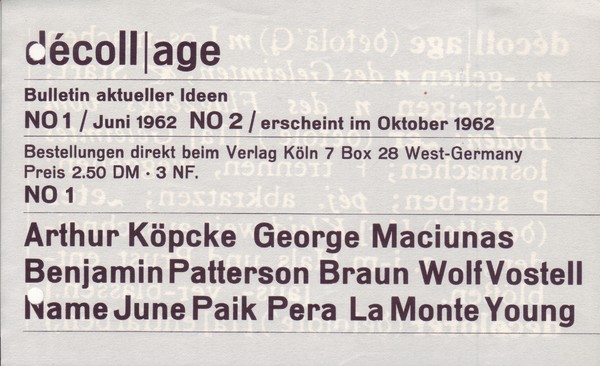 décoll|age
Bulletin aktueller Ideen
NO 1 / Juni 1962 NO 2 / erscheint im Oktober 1962
Bestellungen direkt beim Verlag Köln 7 Box 28 West-Germany
Preis 2.50 DM · 3 NF.
NO 1
Arthur Köpcke George Maciunas
Benjamin Patterson Braun Wolf Vostell
Name June Paik Pera La Monte Young